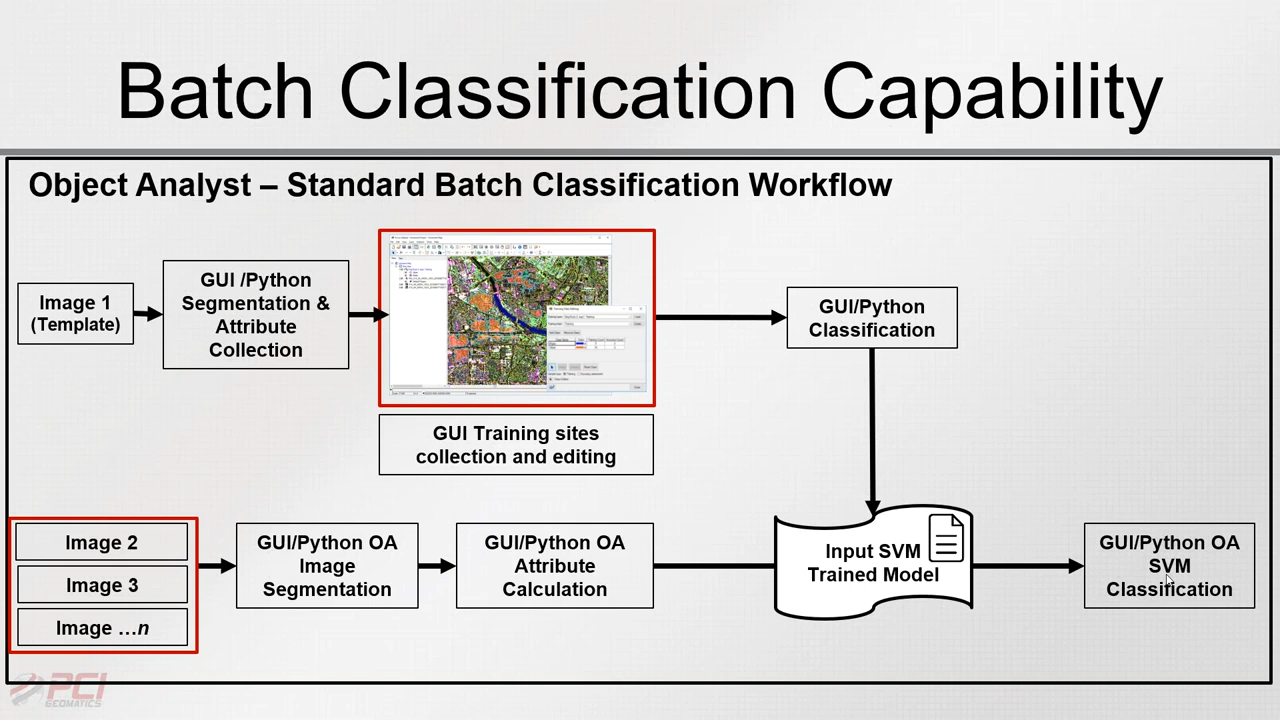 Batch Classification Capability
Object Analyst – Standard Batch Classification Workflow
Image 1
(Template)
GUI /Python
Segmentation &
Attribute
Collection
GUI Training sites
collection and editing
GUI/Python
Classification
Image 2
Image 3
Image ...n
GUI/Python OA
Image
Segmentation
GUI/Python OA
Attribute
Calculation
Input SVM
Trained Model
GUI/Python OA
SVM
Classification
PCI
GEOMATICS